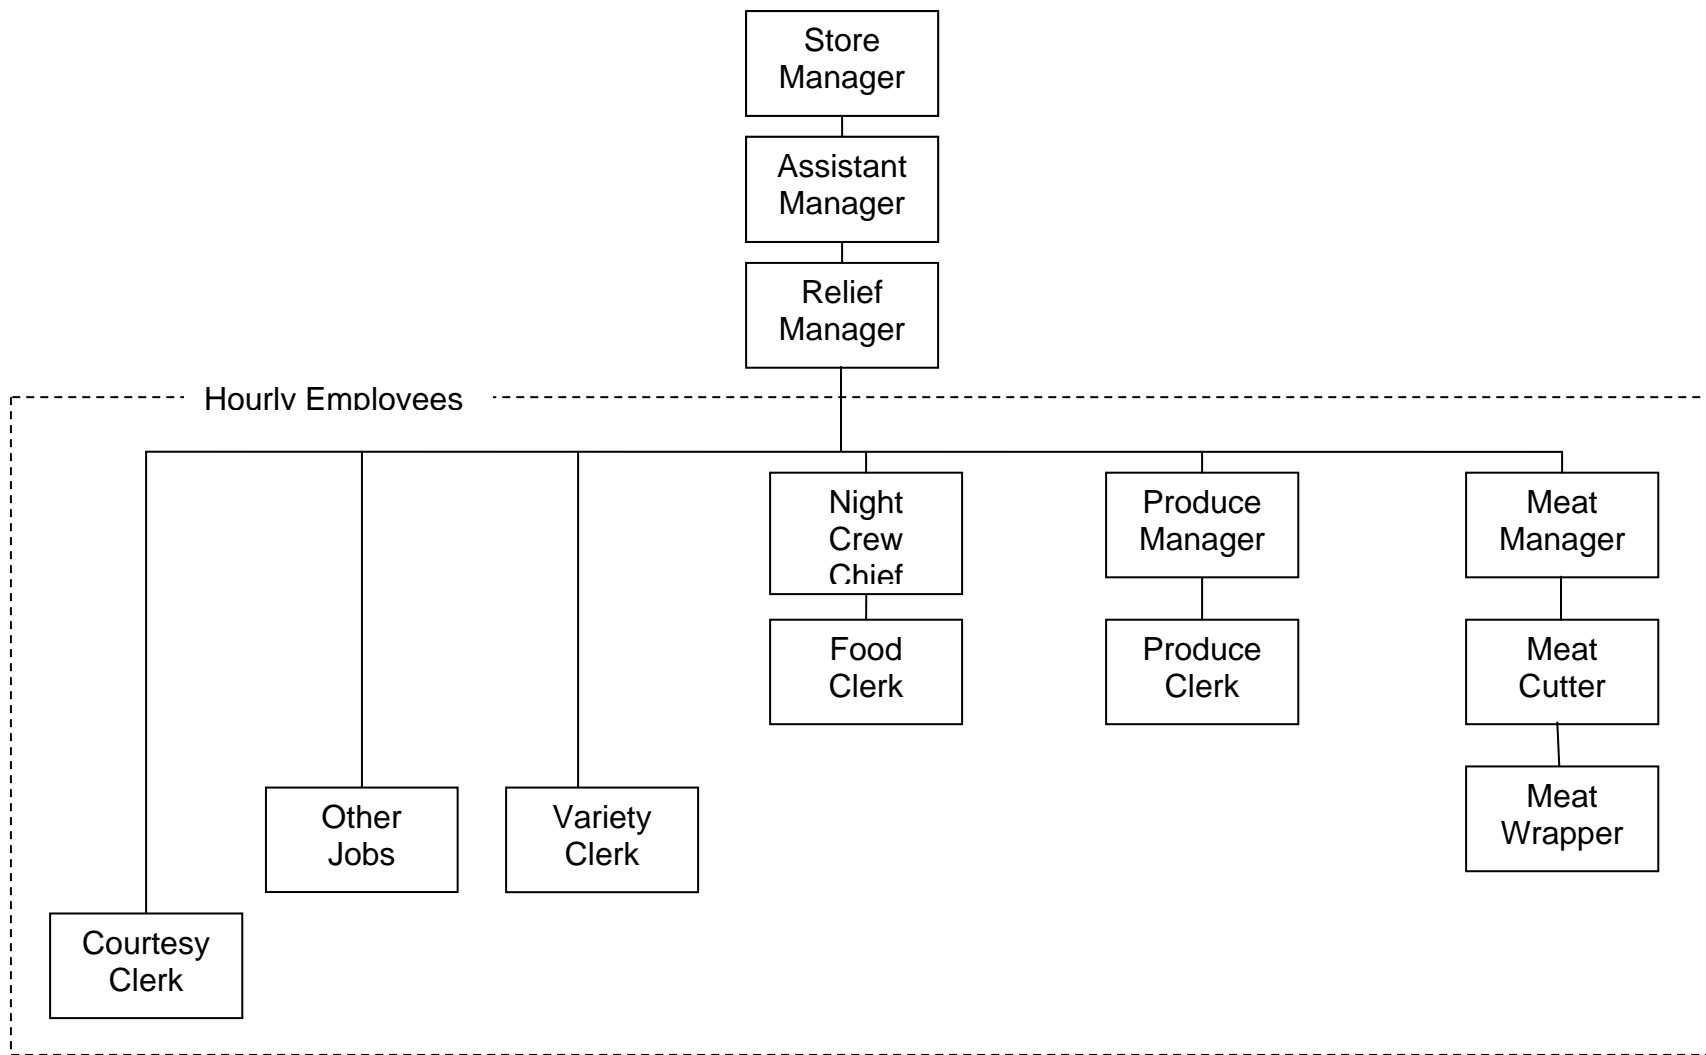 Store
Manager
Assistant
Manager
Relief
Manager
Hourly Employees
Night
Crew
Chief
Produce
Manager
Meat
Manager
Food
Clerk
Produce
Clerk
Meat
Cutter
Other
Jobs
Variety
Clerk
Meat
Wrapper
Courtesy
Clerk